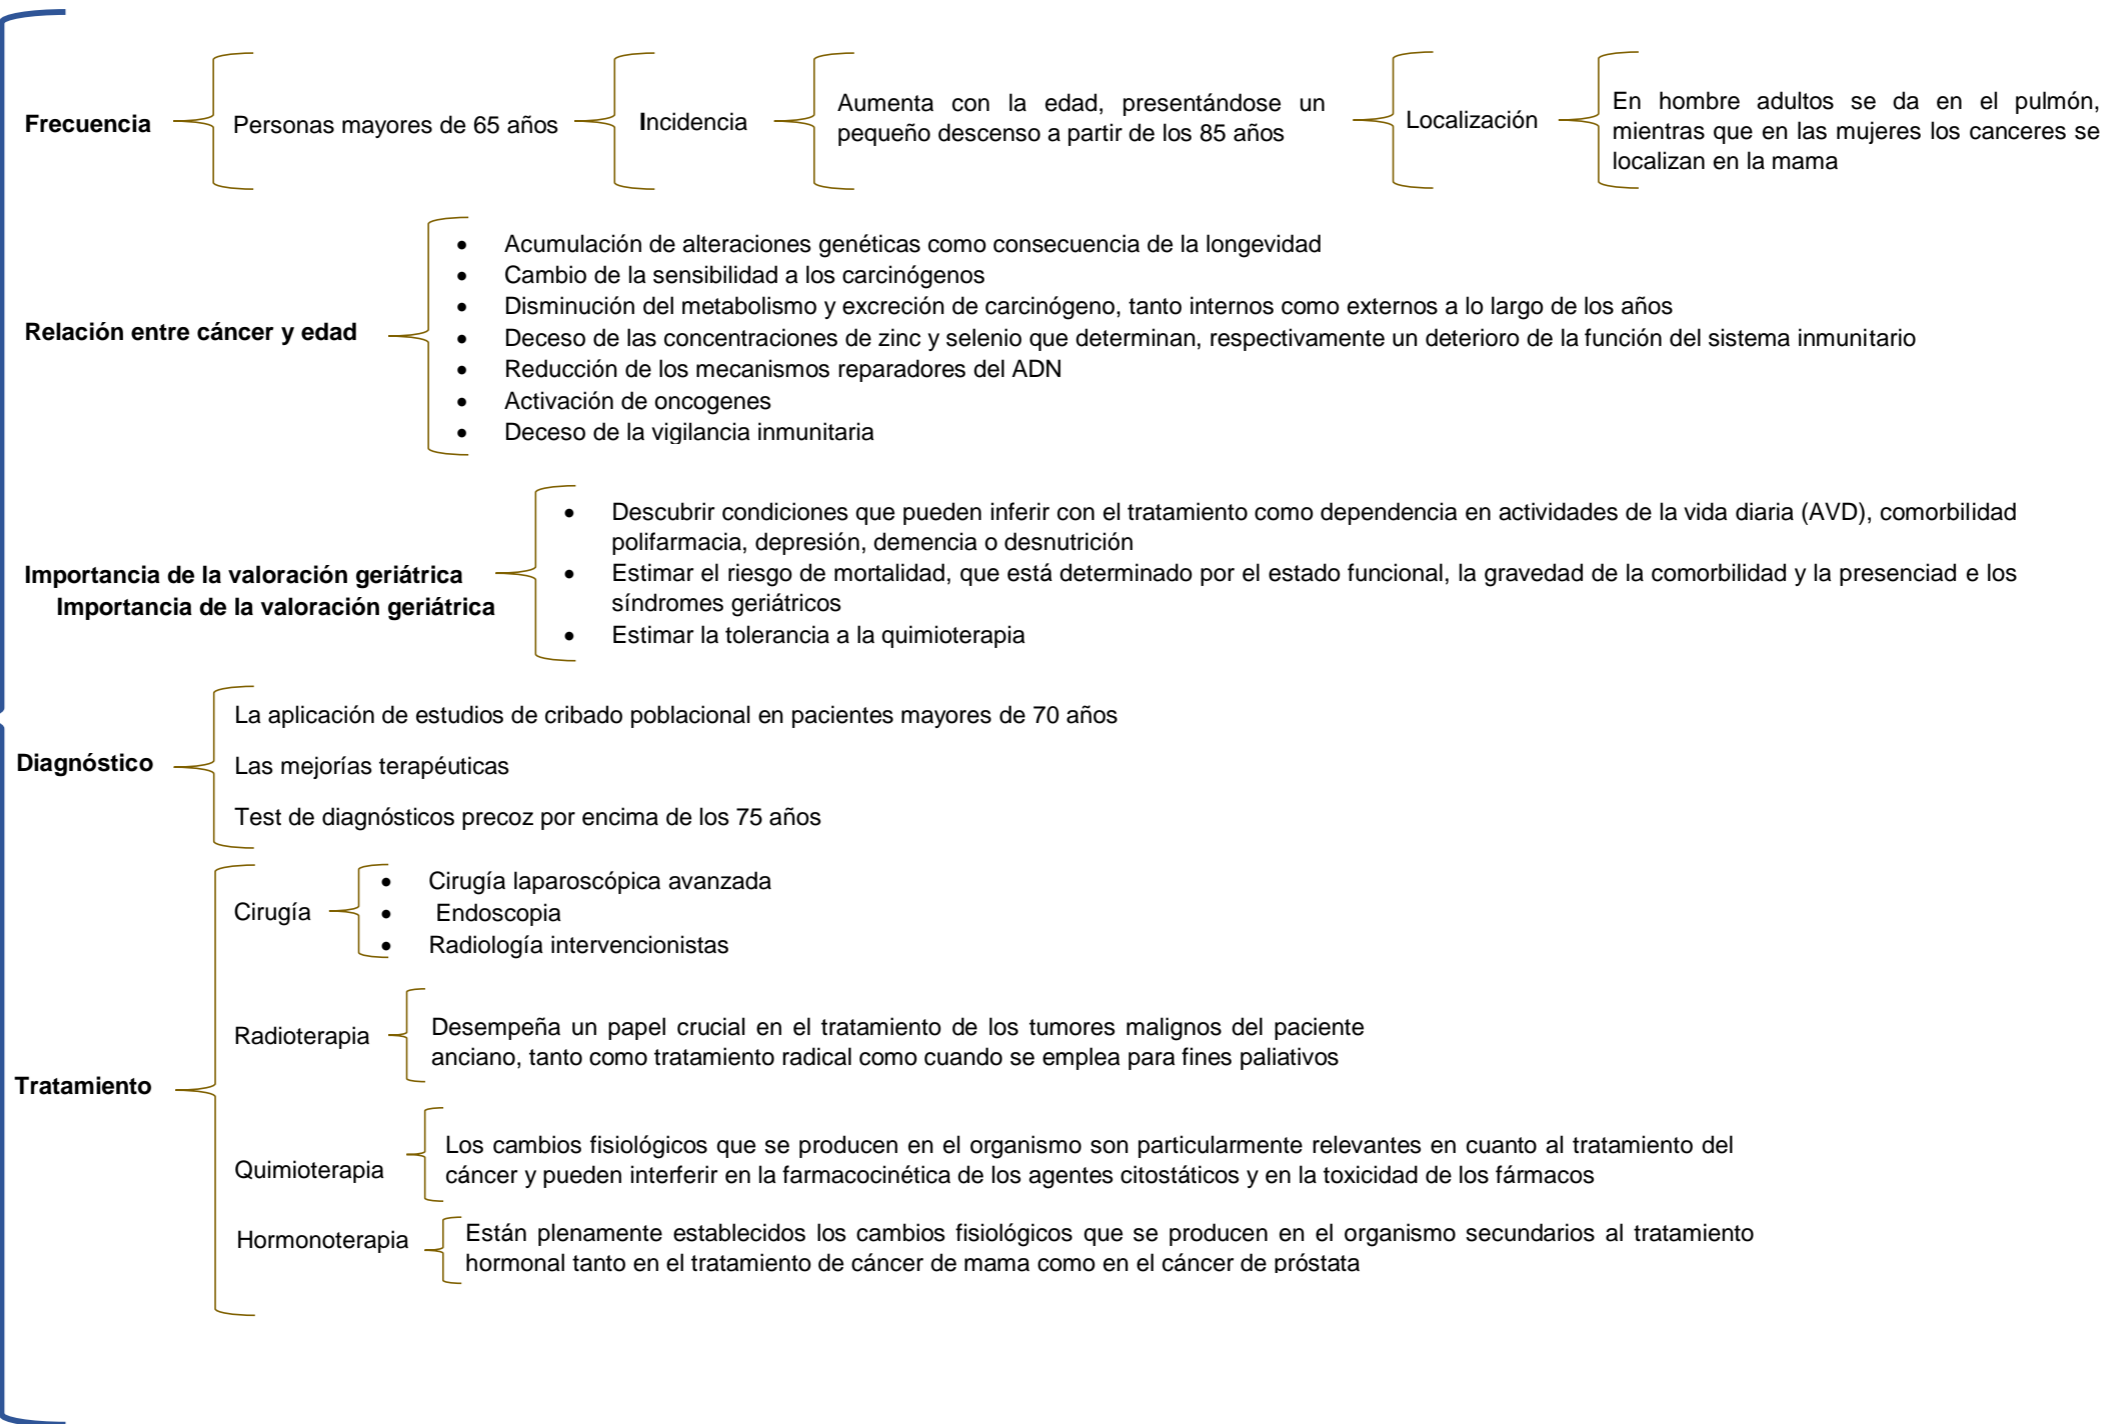 Frecuencia
Personas mayores de 65 años
Incidencia
Aumenta con la edad, presentándose un
pequeño descenso a partir de los 85 años
Localización
En hombre adultos se da en el pulmón,
mientras que en las mujeres los canceres se
localizan en la mama
Relación entre cáncer y edad
• Acumulación de alteraciones genéticas como consecuencia de la longevidad
• Cambio de la sensibilidad a los carcinógenos
• Disminución del metabolismo y excreción de carcinógeno, tanto internos como externos a lo largo de los años
• Deceso de las concentraciones de zinc y selenio que determinan, respectivamente un deterioro de la función del sistema inmunitario
• Reducción de los mecanismos reparadores del ADN
• Activación de oncogenes
• Deceso de la vigilancia inmunitaria
Importancia de la valoración geriátrica
Importancia de la valoración geriátrica
• Descubrir condiciones que pueden inferir con el tratamiento como dependencia en actividades de la vida diaria (AVD), comorbilidad
polifarmacia, depresión, demencia o desnutrición
• Estimar el riesgo de mortalidad, que está determinado por el estado funcional, la gravedad de la comorbilidad y la presenciad e los
síndromes geriátricos
• Estimar la tolerancia a la quimioterapia
Diagnóstico
La aplicación de estudios de cribado poblacional en pacientes mayores de 70 años
Las mejorías terapéuticas
Test de diagnósticos precoz por encima de los 75 años
Tratamiento
Cirugía
• Cirugía laparoscópica avanzada
• Endoscopia
• Radiología intervencionistas
Radioterapia
Desempeña un papel crucial en el tratamiento de los tumores malignos del paciente
anciano, tanto como tratamiento radical como cuando se emplea para fines paliativos
Quimioterapia
Los cambios fisiológicos que se producen en el organismo son particularmente relevantes en cuanto al tratamiento del
cáncer y pueden interferir en la farmacocinética de los agentes citostáticos y en la toxicidad de los fármacos
Hormonoterapia
Están plenamente establecidos los cambios fisiológicos que se producen en el organismo secundarios al tratamiento
hormonal tanto en el tratamiento de cáncer de mama como en el cáncer de próstata